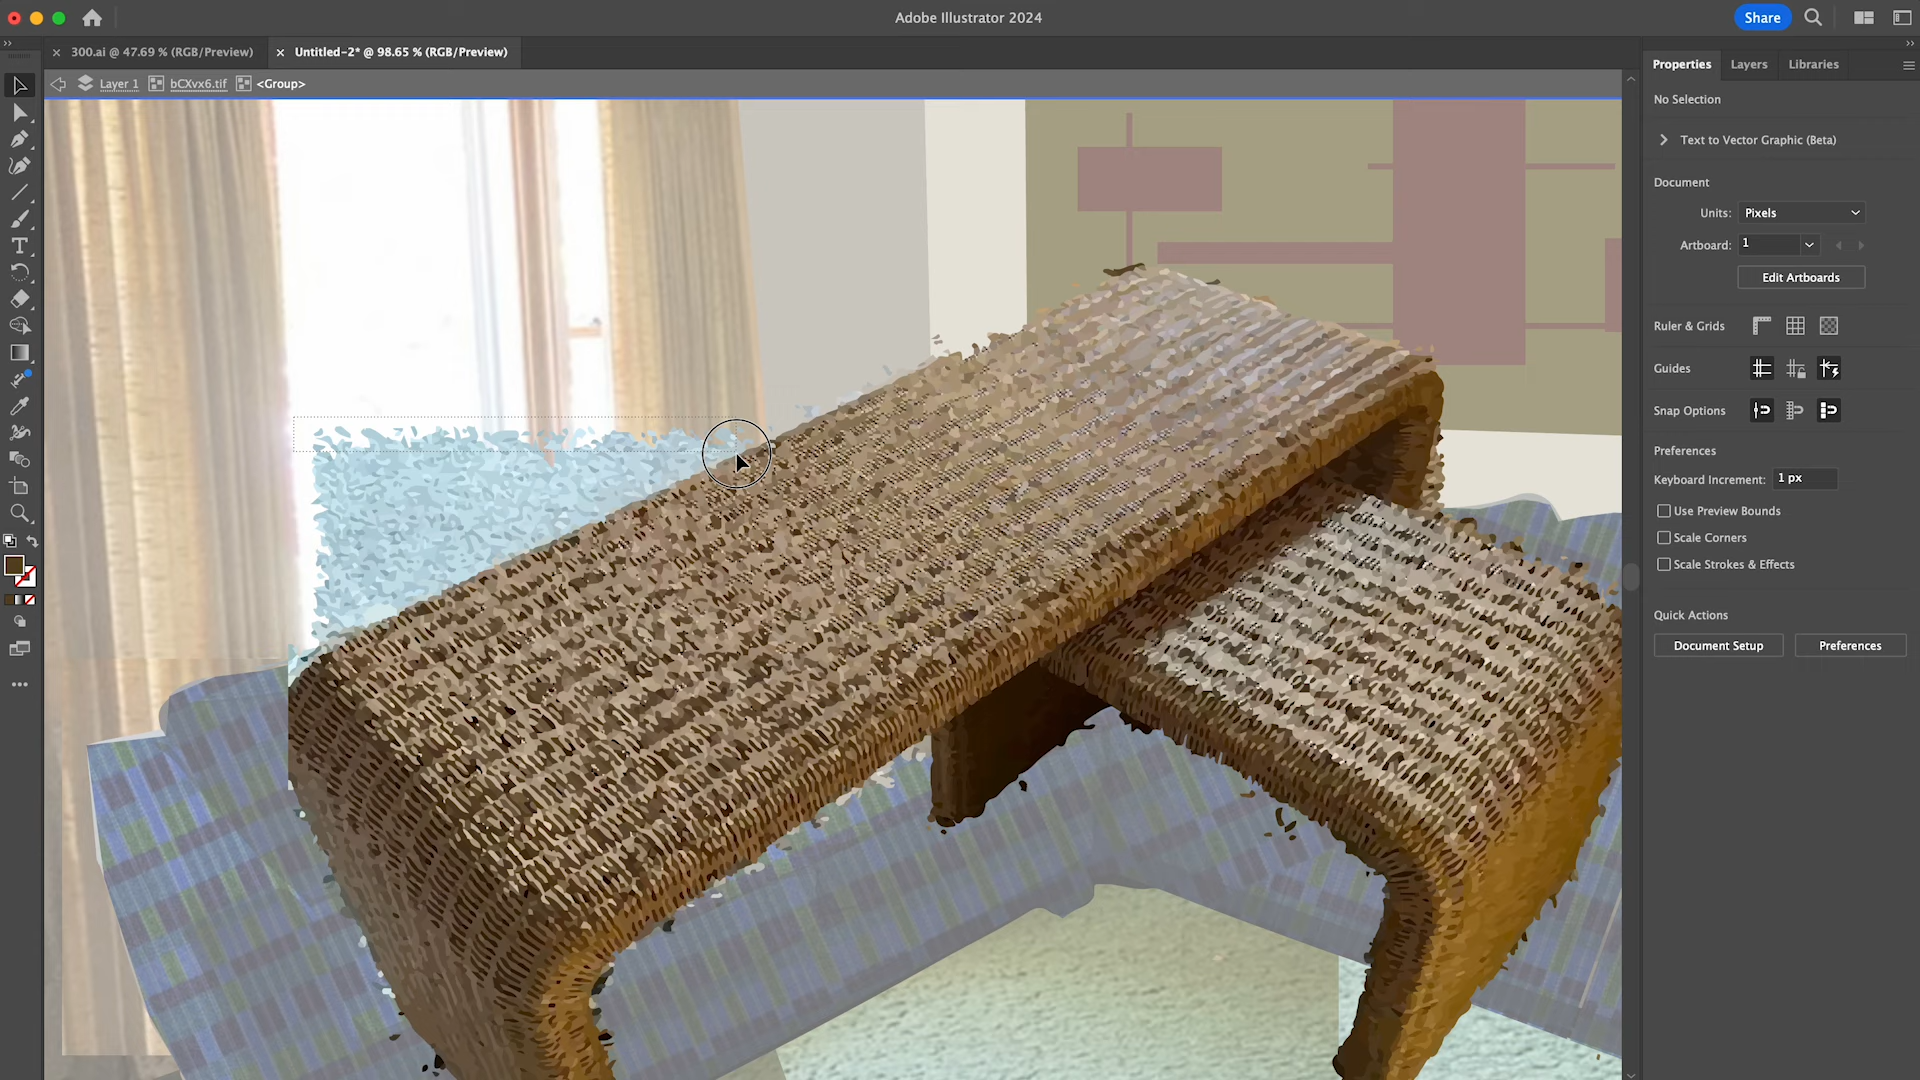 Adobe Illustrator 2024
Share
300.ai @ 47.69 % (RGB/Preview)
Untitled-2* @ 98.65 % (RGB/Preview)
Layer 1
bCXvx6.tif
<Group>
Properties
Layers
Libraries
No Selection
Text to Vector Graphic (Beta)
Document
Units: Pixels
Artboard: 1
Edit Artboards
Ruler & Grids
Guides
Snap Options
Preferences
Keyboard Increment: 1 px
Use Preview Bounds
Scale Corners
Scale Strokes & Effects
Quick Actions
Document Setup
Preferences